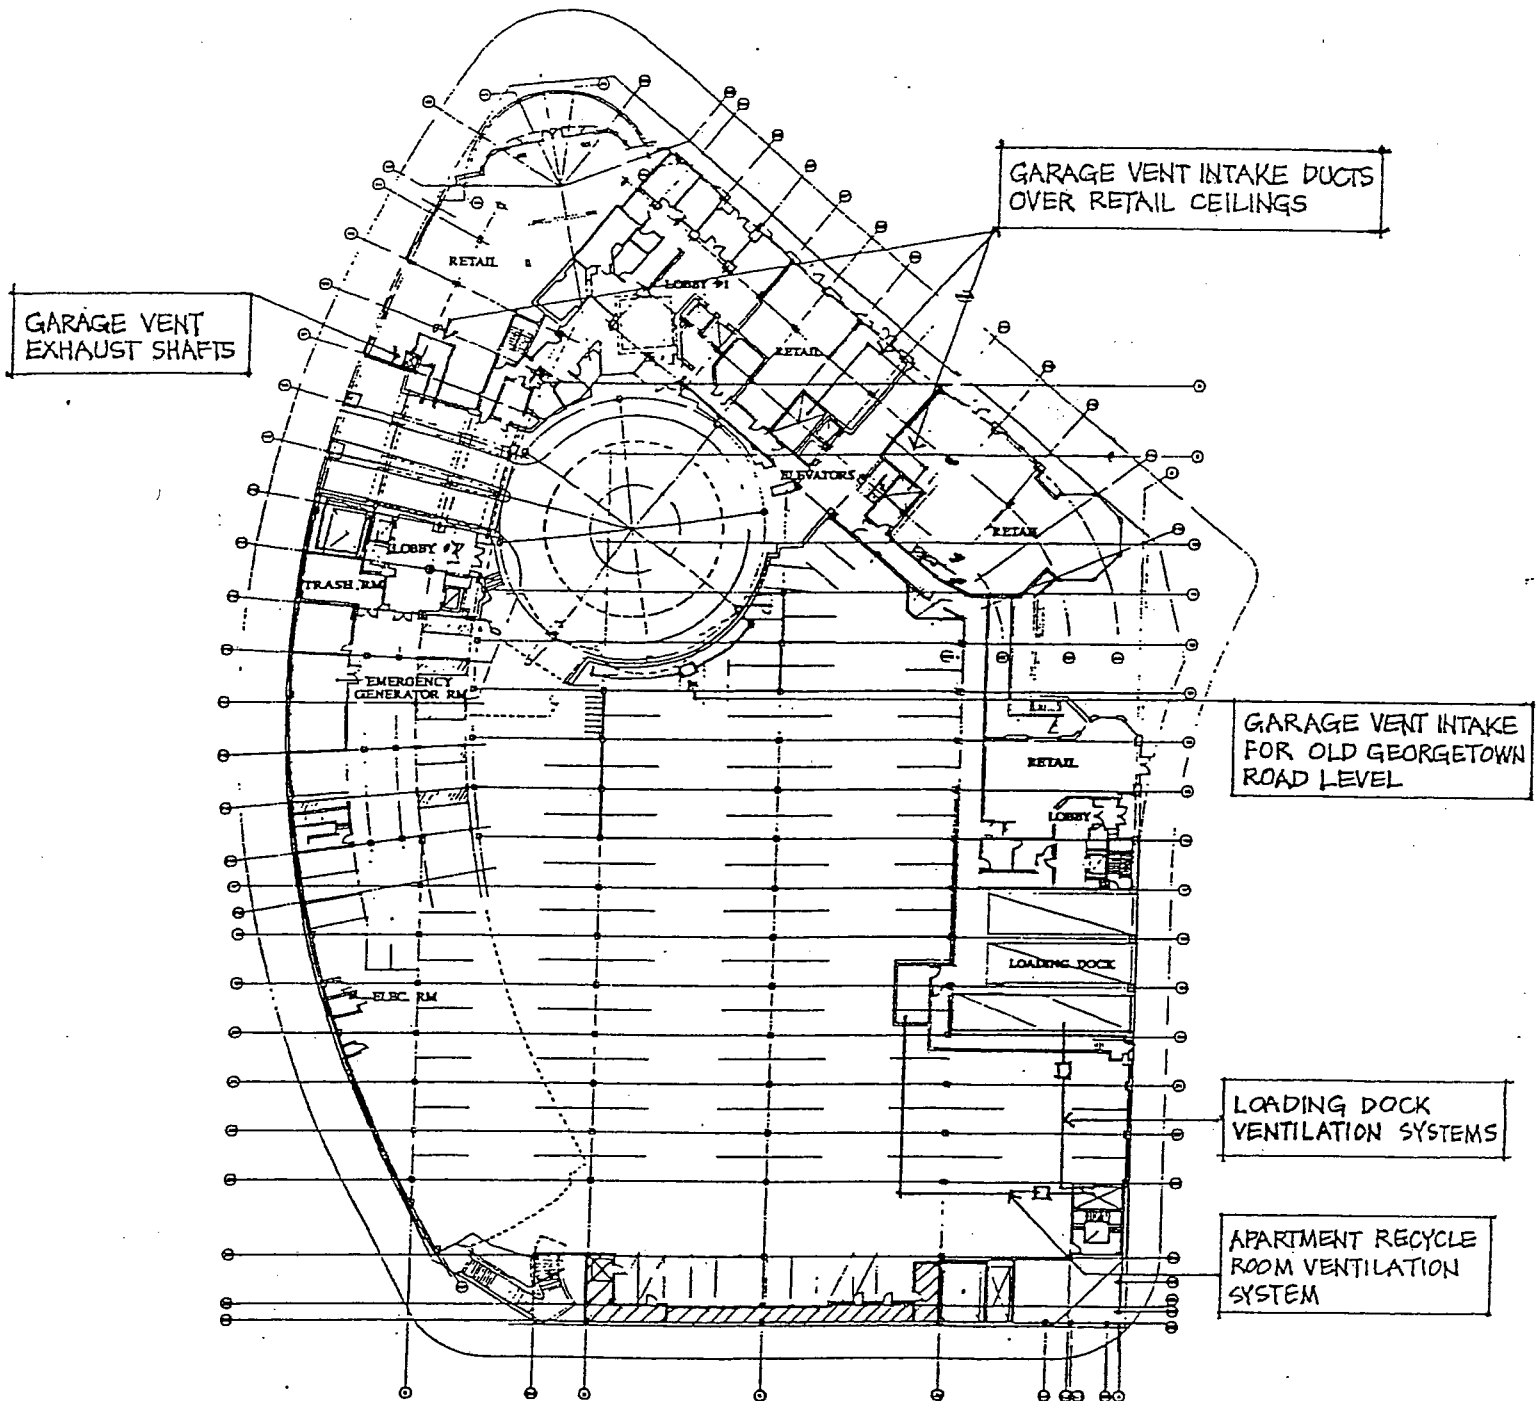 GARAGE VENT INTAKE DUCTS
OVER RETAIL CEILINGS
RETAIL
LOBBY #1
GARAGE VENT
EXHAUST SHAFTS
RETAIL
ELEVATORS
RETAIL
LOBBY #2
TRASH RM
EMERGENCY
GENERATOR RM
GARAGE VENT INTAKE
FOR OLD GEORGETOWN
ROAD LEVEL
RETAIL
LOBBY
LOADING DOCK
ELEC. RM
LOADING DOCK
VENTILATION SYSTEMS
APARTMENT RECYCLE
ROOM VENTILATION
SYSTEM